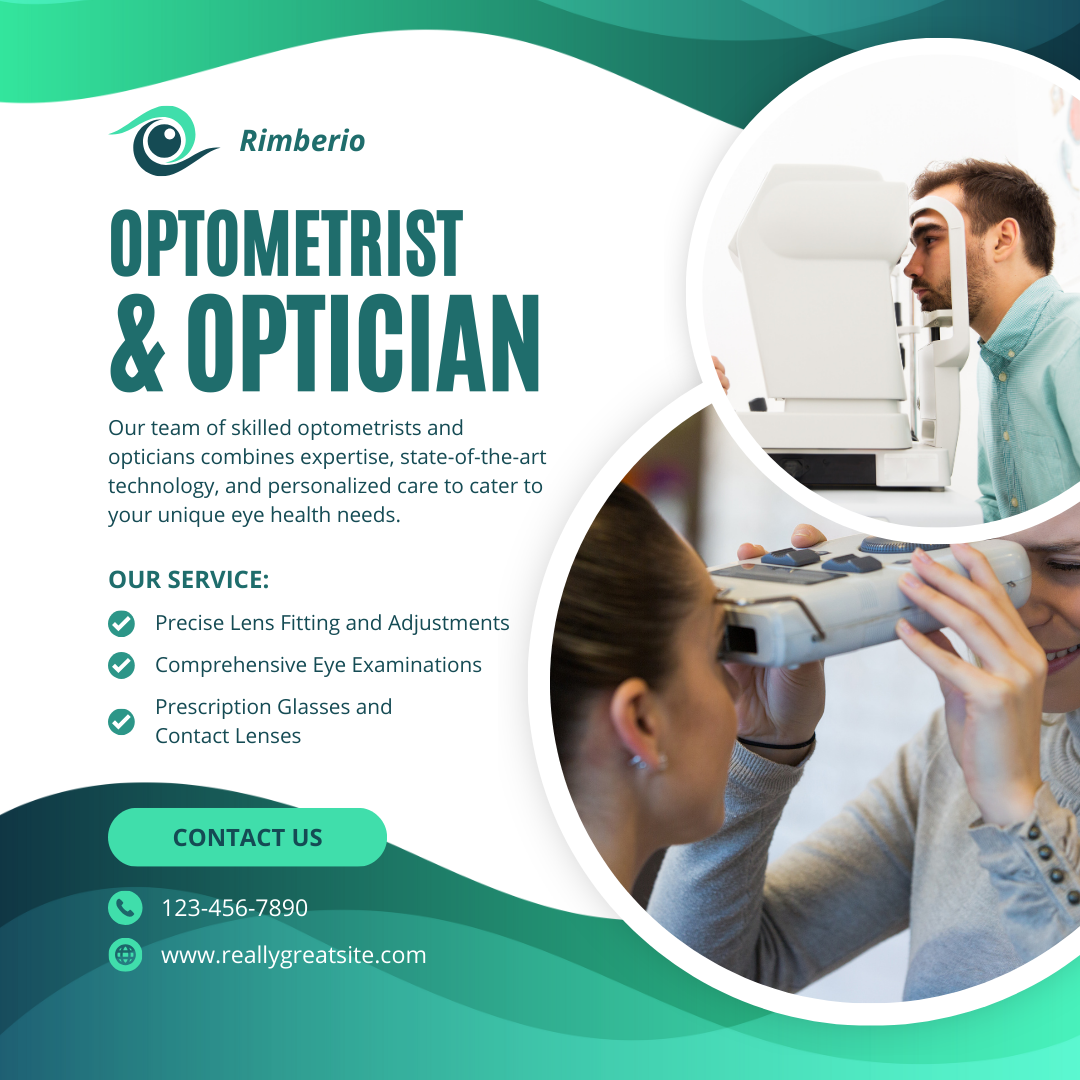 Rimberio
OPTOMETRIST
& OPTICIAN
Our team of skilled optometrists and
opticians combines expertise, state-of-the-art
technology, and personalized care to cater to
your unique eye health needs.
OUR SERVICE:
Precise Lens Fitting and Adjustments
Comprehensive Eye Examinations
Prescription Glasses and
Contact Lenses
CONTACT US
123-456-7890
www.reallygreatsite.com